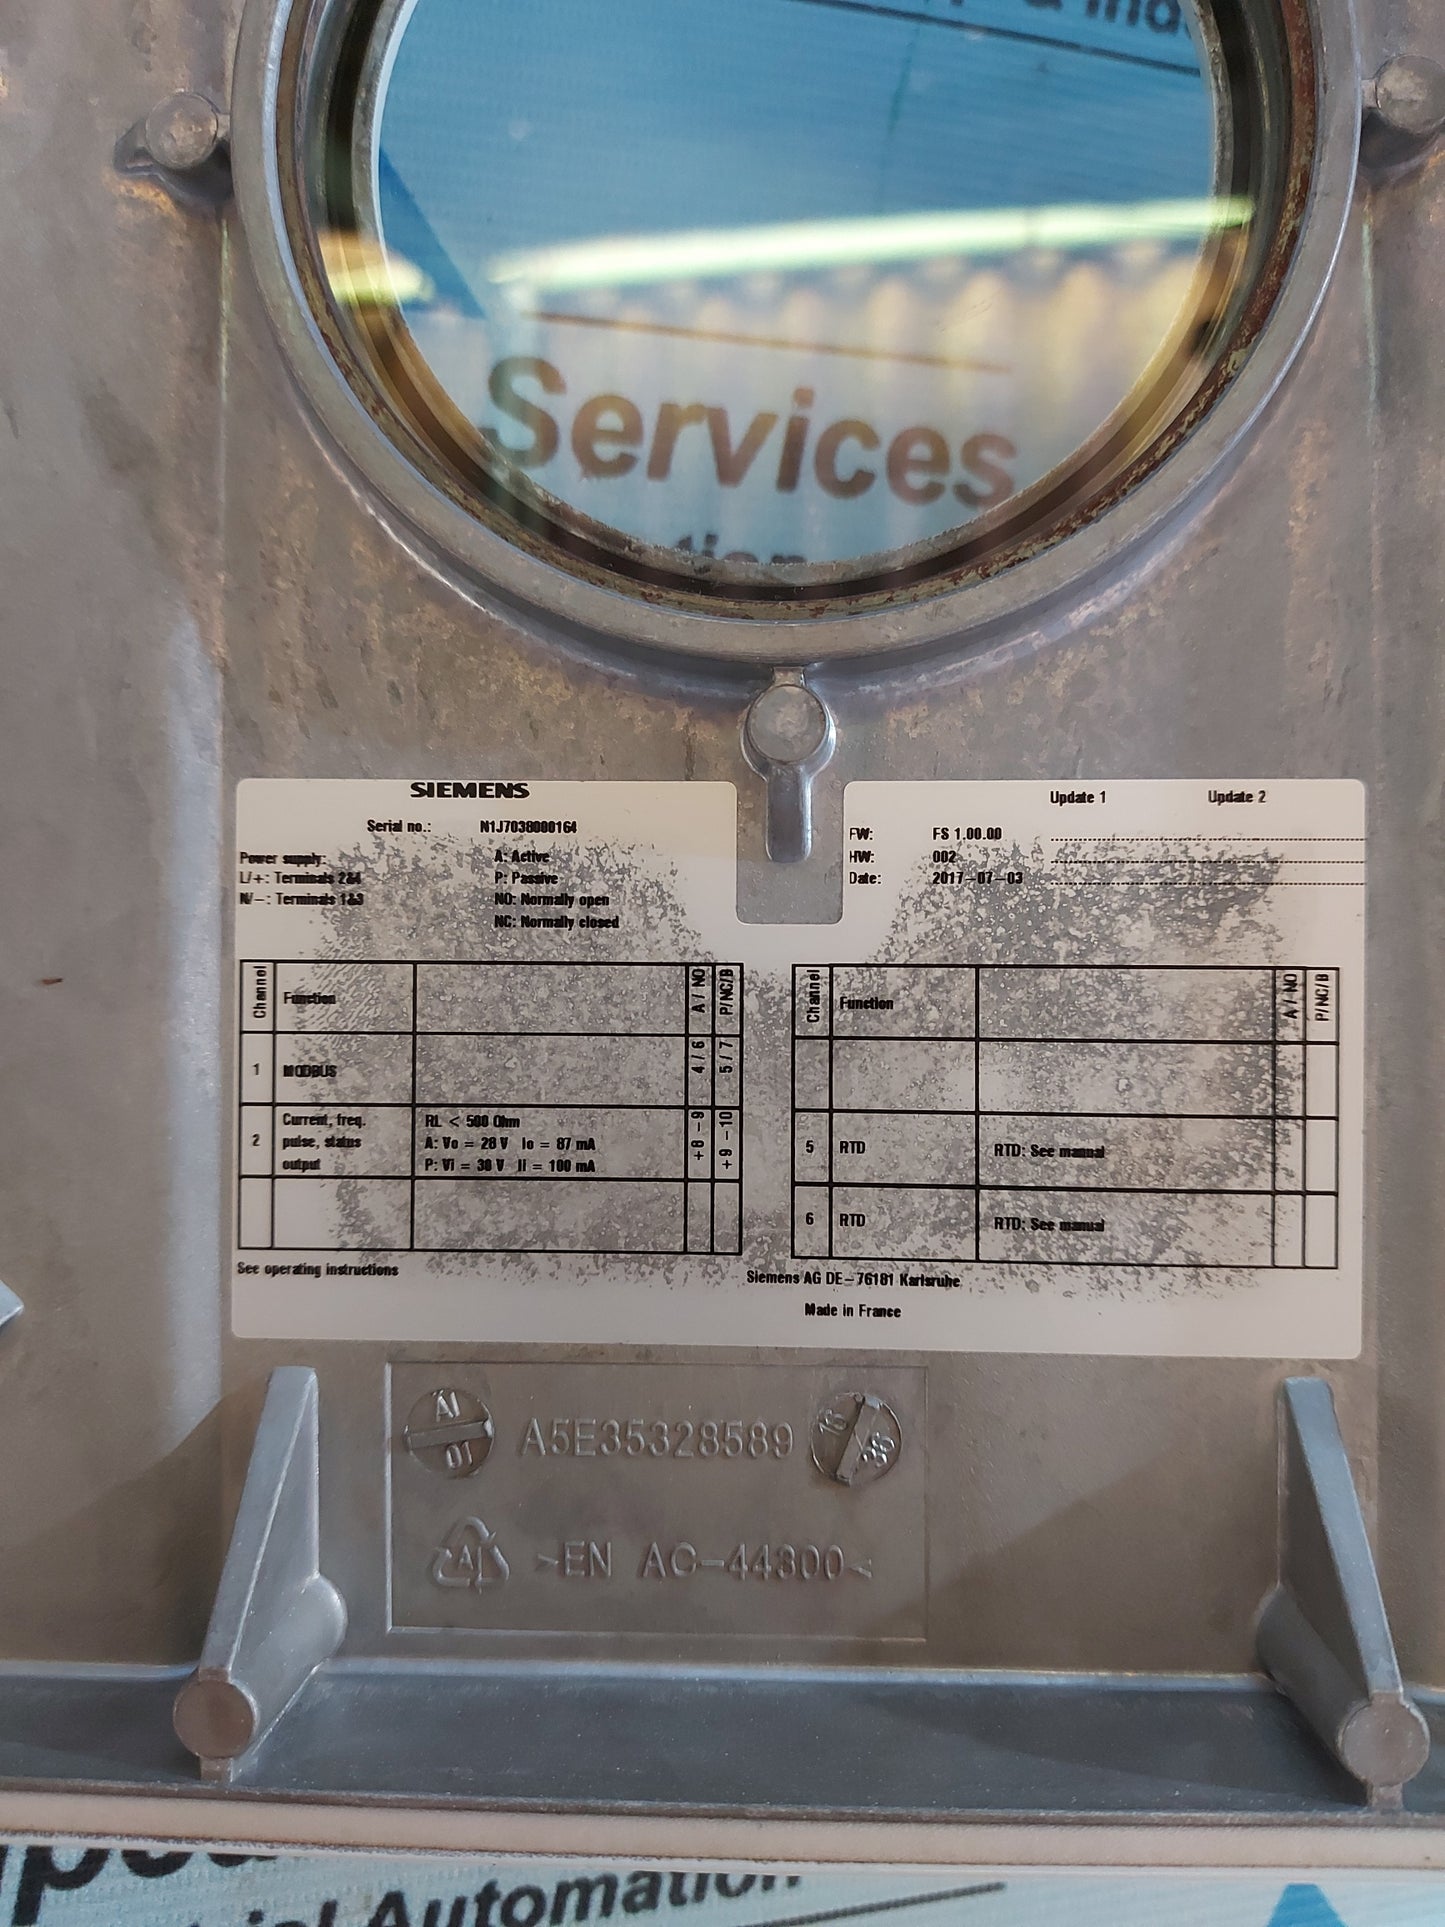 Services
SIEMENS
Serial no.: N1J7038000164
Power supply: A: Active
L/+: Terminals 2&4 P: Passive
N/-: Terminals 1&3 NO: Normally open
NC: Normally closed
Update 1 Update 2
FW: FS 1.00.00
HW: 002
Date: 2017-07-03
Channel Function A / NO P/NC/B
1 MODBUS 4 / 6 5 / 7
2 Current, freq. pulse, status output RL < 500 Ohm
A: Vo = 28 V Io = 87 mA
P: Vi = 30 V Ii = 100 mA
+8 -9 +9 -10
Channel Function A / NO P/NC/B
5 RTD RTD: See manual
6 RTD RTD: See manual
See operating instructions
Siemens AG DE-76181 Karlsruhe
Made in France
AI
01
A5E35328589
16
Al >EN AC-44300<
Automation